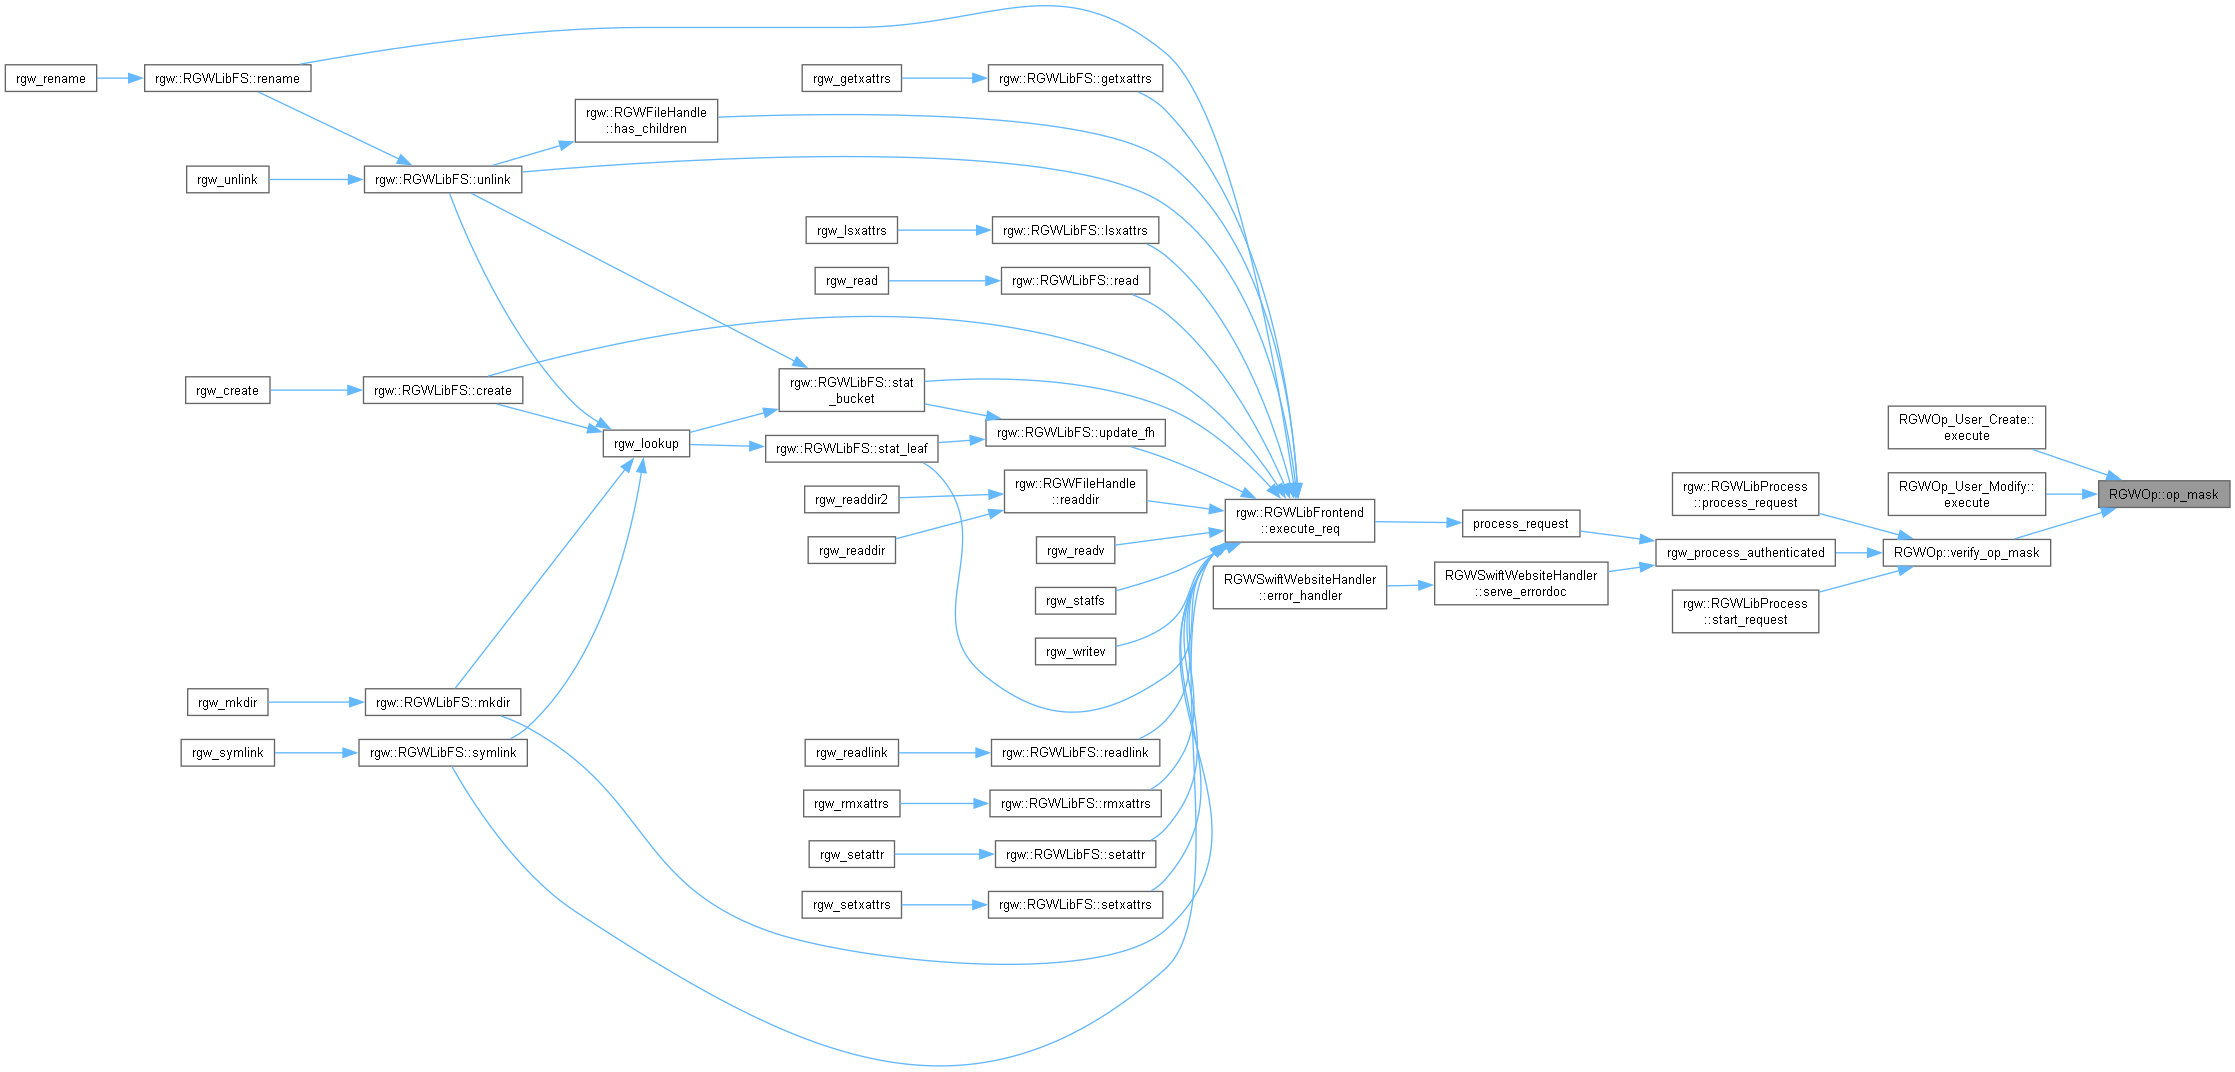 rgw_rename
rgw::RGWLibFS::rename
rgw_getxattrs
rgw::RGWLibFS::getxattrs
rgw::RGWFileHandle
::has_children
rgw_unlink
rgw::RGWLibFS::unlink
rgw_lsxattrs
rgw::RGWLibFS::lsxattrs
rgw_read
rgw::RGWLibFS::read
rgw_create
rgw::RGWLibFS::create
rgw::RGWLibFS::stat
_bucket
rgw_lookup
rgw::RGWLibFS::stat_leaf
rgw::RGWLibFS::update_fh
rgw_readdir2
rgw::RGWFileHandle
::readdir
rgw_readdir
rgw_readv
rgw_statfs
rgw_writev
rgw::RGWLibFrontend
::execute_req
process_request
RGWSwiftWebsiteHandler
::error_handler
RGWSwiftWebsiteHandler
::serve_errordoc
rgw_process_authenticated
rgw::RGWLibProcess
::process_request
rgw::RGWLibProcess
::start_request
RGWOp_User_Create::
execute
RGWOp_User_Modify::
execute
RGWOp::verify_op_mask
RGWOp::op_mask
rgw_mkdir
rgw::RGWLibFS::mkdir
rgw_symlink
rgw::RGWLibFS::symlink
rgw_readlink
rgw::RGWLibFS::readlink
rgw_rmxattrs
rgw::RGWLibFS::rmxattrs
rgw_setattr
rgw::RGWLibFS::setattr
rgw_setxattrs
rgw::RGWLibFS::setxattrs